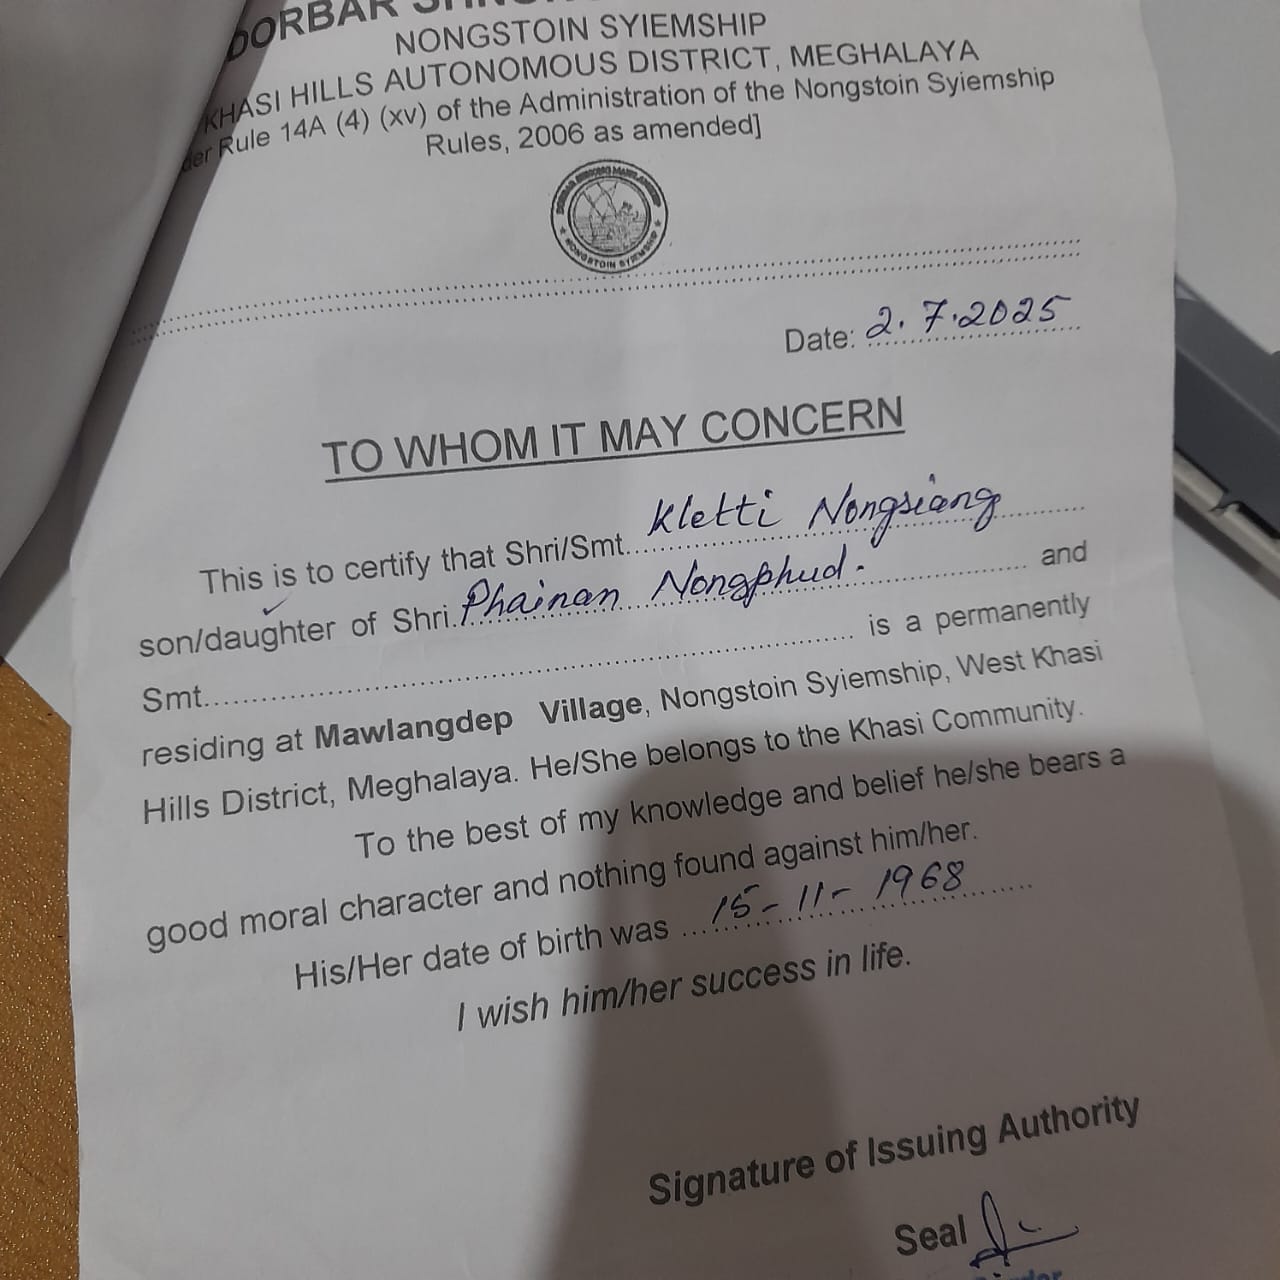 DORBAR
NONGSTOIN SYIEMSHIP
KHASI HILLS AUTONOMOUS DISTRICT, MEGHALAYA
Rule 14A (4) (xv) of the Administration of the Nongstoin Syiemship
Rules, 2006 as amended]
NONGSTOIN SYIEMSHIP
Date: 2.7.2025
TO WHOM IT MAY CONCERN
This is to certify that Shri/Smt. Kletti Nongsiang
son/daughter of Shri. Phainan Nongphud. and
Smt. is a permanently
residing at Mawlangdep Village, Nongstoin Syiemship, West Khasi
Hills District, Meghalaya. He/She belongs to the Khasi Community.
To the best of my knowledge and belief he/she bears a
good moral character and nothing found against him/her.
His/Her date of birth was 15-11-1968
I wish him/her success in life.
Signature of Issuing Authority
Seal